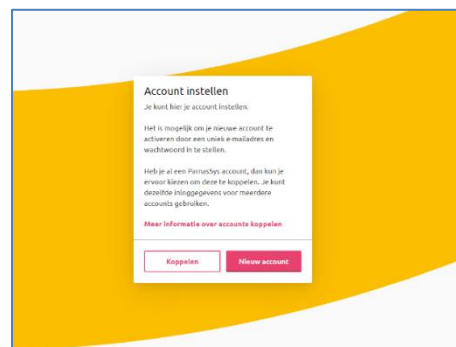 Account instellen
Je kunt hier je account instellen.
Het is mogelijk om je nieuwe account te
activeren door een uniek e-mailadres en
wachtwoord in te stellen.
Heb je al een ParnasSys account, dan kun je
ervoor kiezen om deze te koppelen. Je kunt
dezelfde inloggegevens voor meerdere
accounts gebruiken.
Meer informatie over accounts koppelen
Koppelen Nieuw account